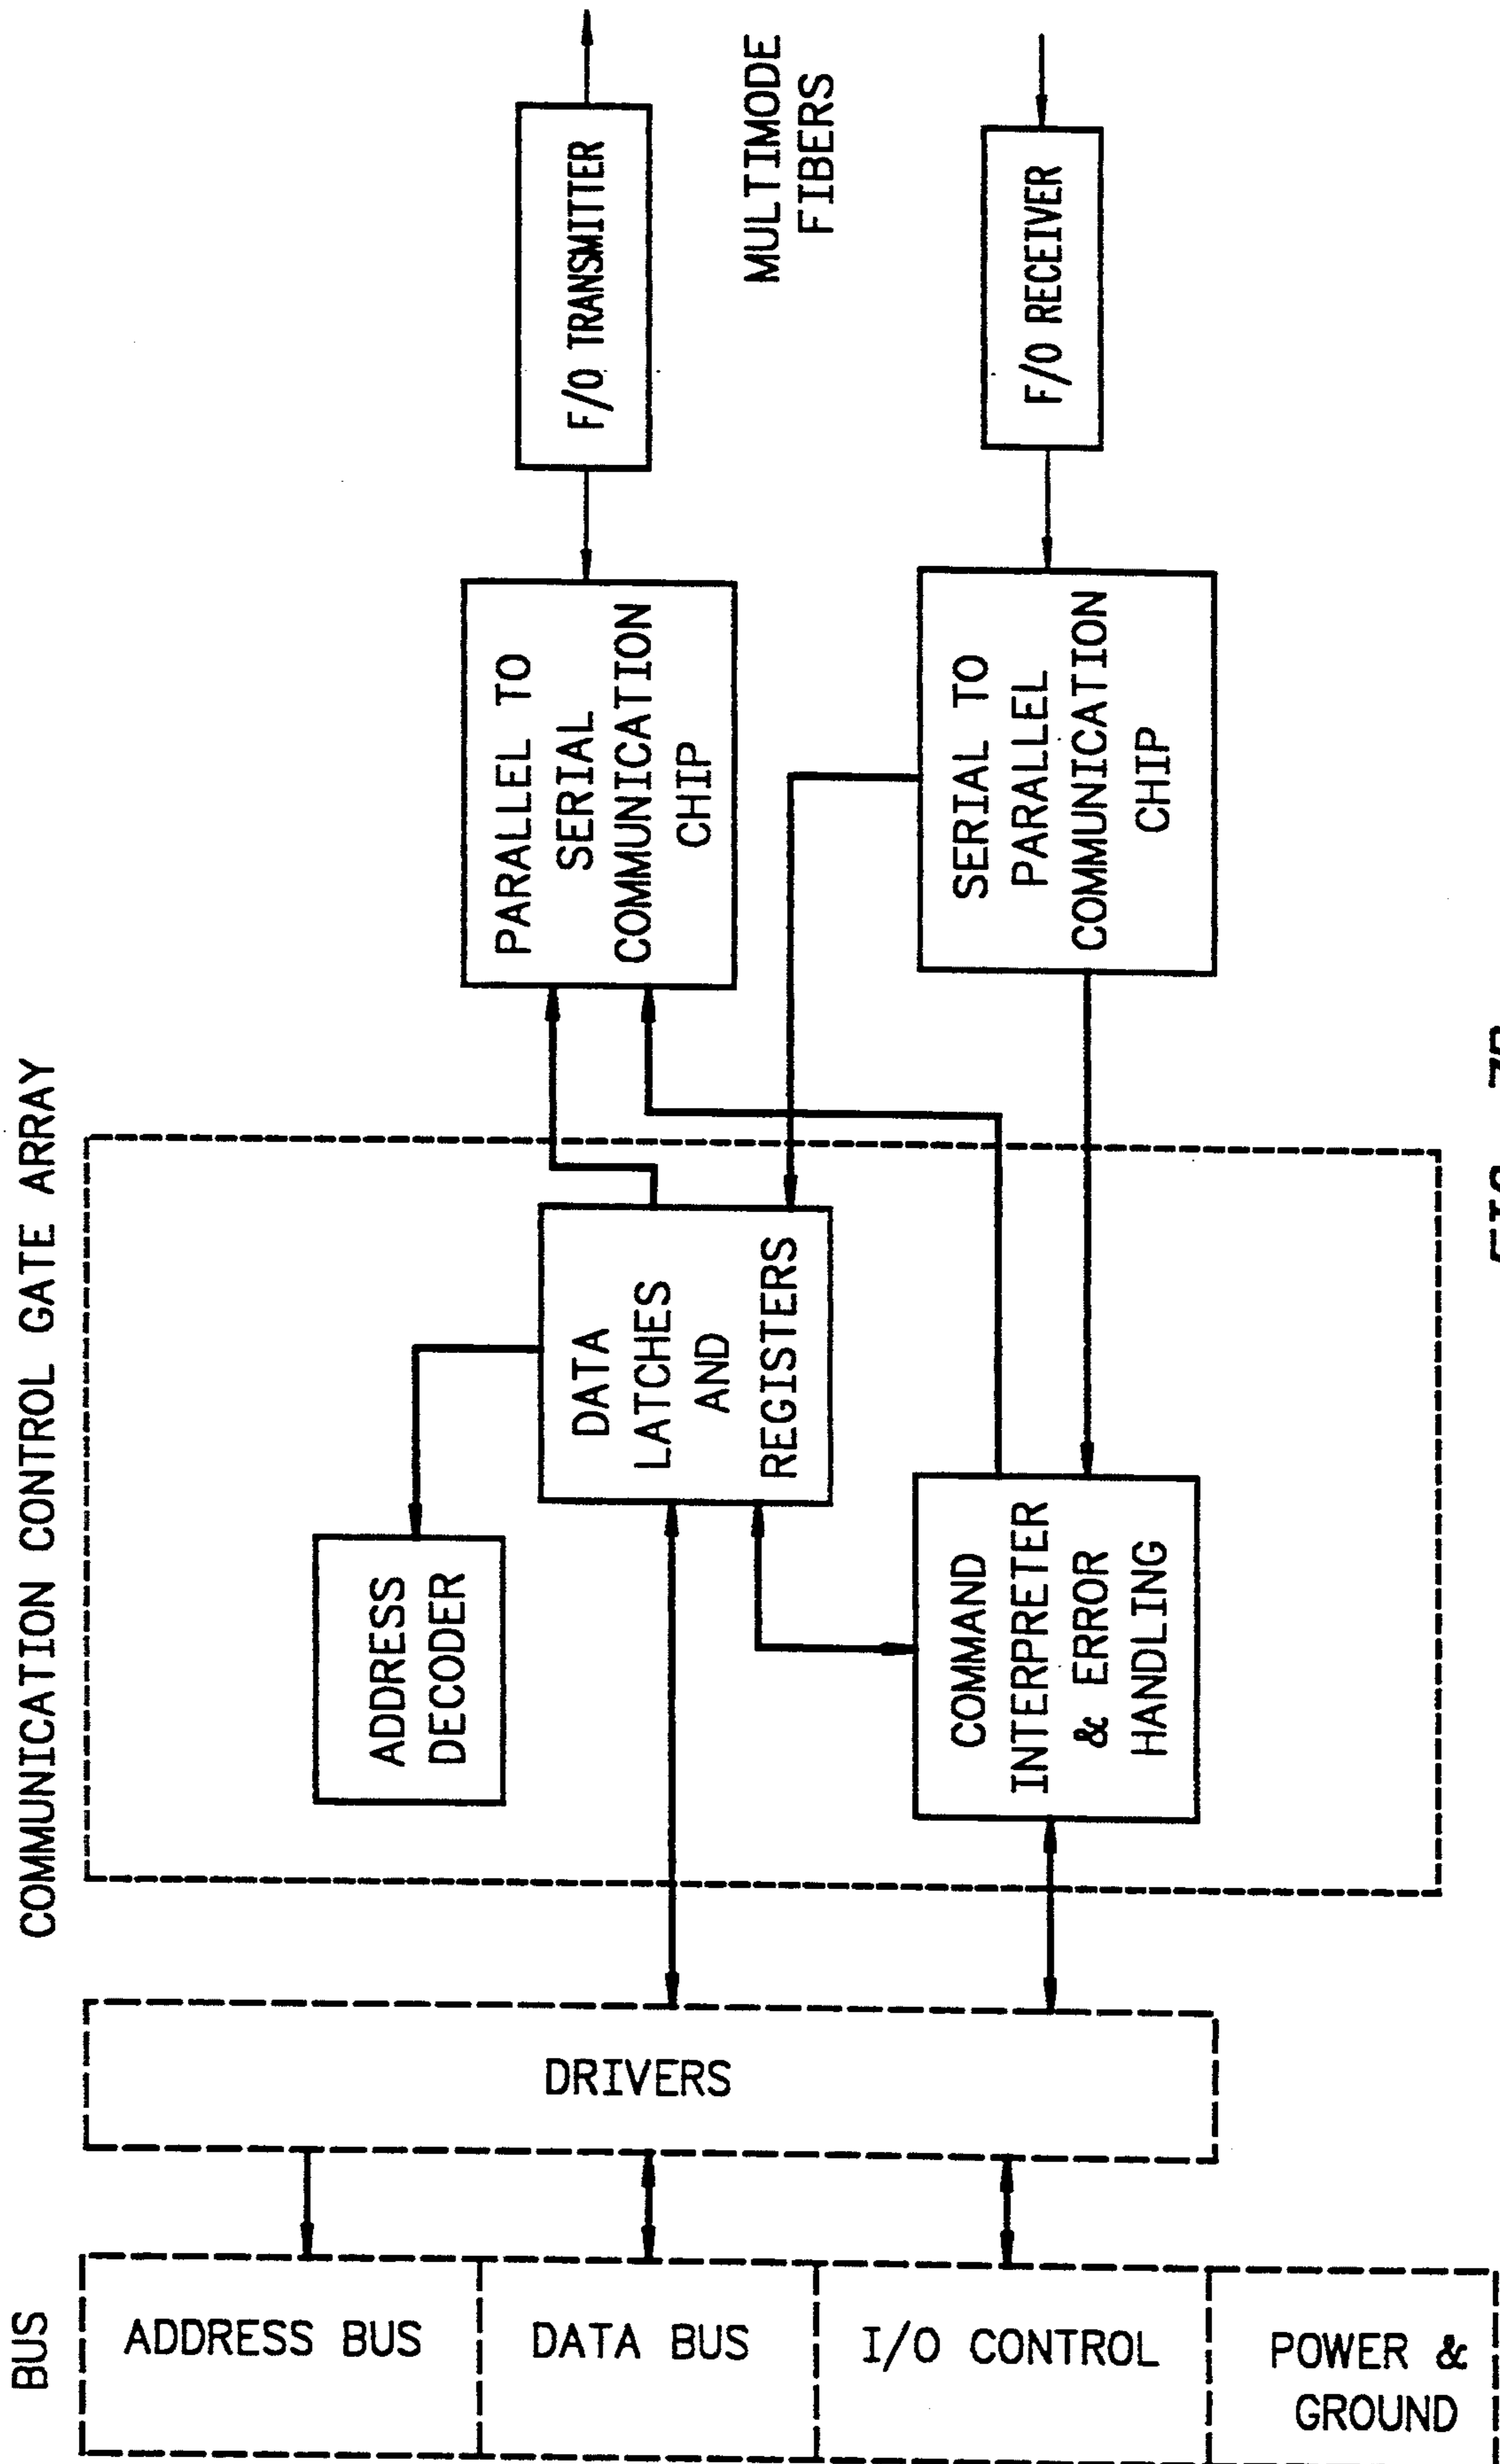 COMMUNICATION CONTROL GATE ARRAY
BUS
ADDRESS BUS
DATA BUS
I/O CONTROL
POWER &
GROUND
DRIVERS
ADDRESS
DECODER
DATA
LATCHES
AND
REGISTERS
COMMAND
INTERPRETER
& ERROR
HANDLING
PARALLEL TO
SERIAL
COMMUNICATION
CHIP
SERIAL TO
PARALLEL
COMMUNICATION
CHIP
F/O TRANSMITTER
MULTIMODE
FIBERS
F/O RECEIVER